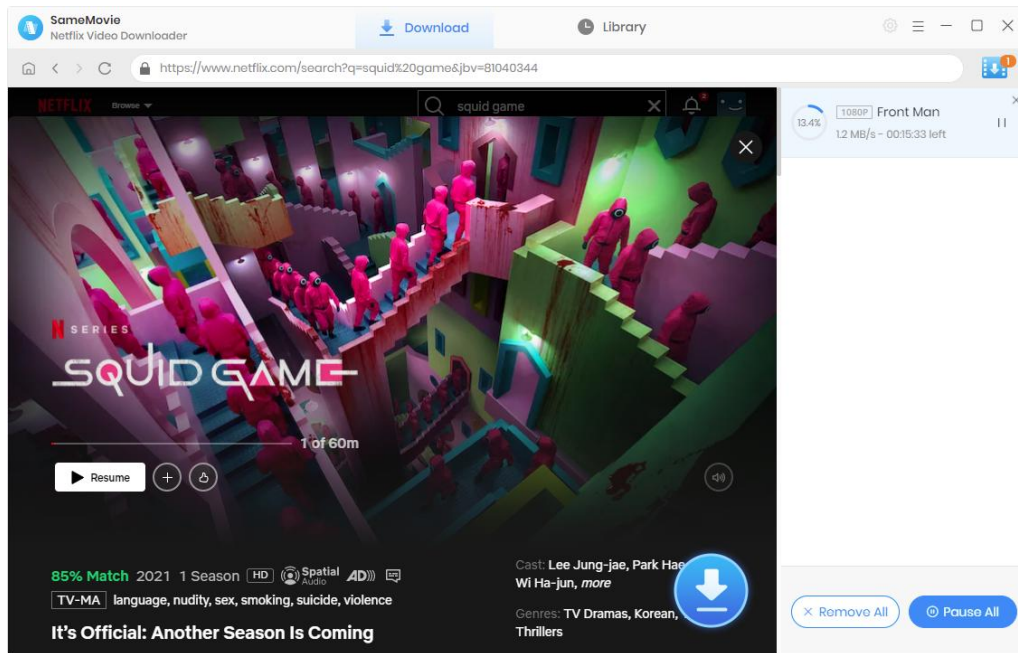 SameMovie
Netflix Video Downloader
Download
Library
https://www.netflix.com/search?q=squid%20game&jbv=81040344
1
NETFLIX
Browse
squid game
2
13.4%
1080P Front Man
1.2 MB/s - 00:15:33 left
N SERIES
SQUID GAME
1 of 60m
Resume
85% Match 2021 1 Season HD Spatial Audio AD
TV-MA language, nudity, sex, smoking, suicide, violence
It's Official: Another Season Is Coming
Cast: Lee Jung-jae, Park Hae
Wi Ha-jun, more
Genres: TV Dramas, Korean,
Thrillers
Remove All
Pause All